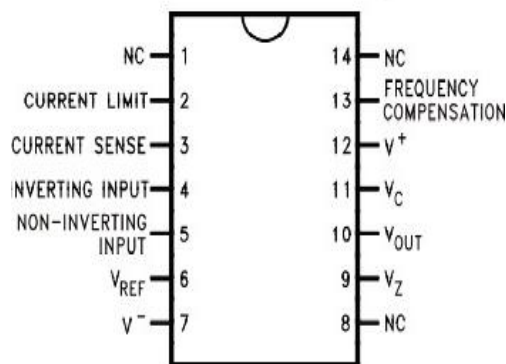 NC 1 14 NC
CURRENT LIMIT 2 13 FREQUENCY COMPENSATION
CURRENT SENSE 3 12 V+
INVERTING INPUT 4 11 VC
NON-INVERTING INPUT 5 10 VOUT
VREF 6 9 VZ
V- 7 8 NC